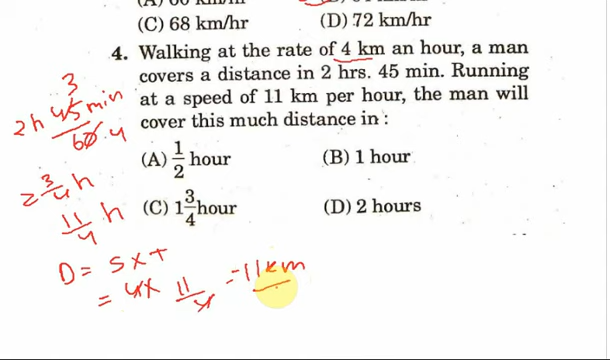 (C) 68 km/hr (D) 72 km/hr
4. Walking at the rate of 4 km an hour, a man
covers a distance in 2 hrs. 45 min. Running
at a speed of 11 km per hour, the man will
cover this much distance in :
(A) 1/2 hour (B) 1 hour
(C) 1 3/4 hour (D) 2 hours
3
2h 45 min
60 4
2 3/4 h
11/4 h
D = S x T
= 4 x 11/4 = 11 km